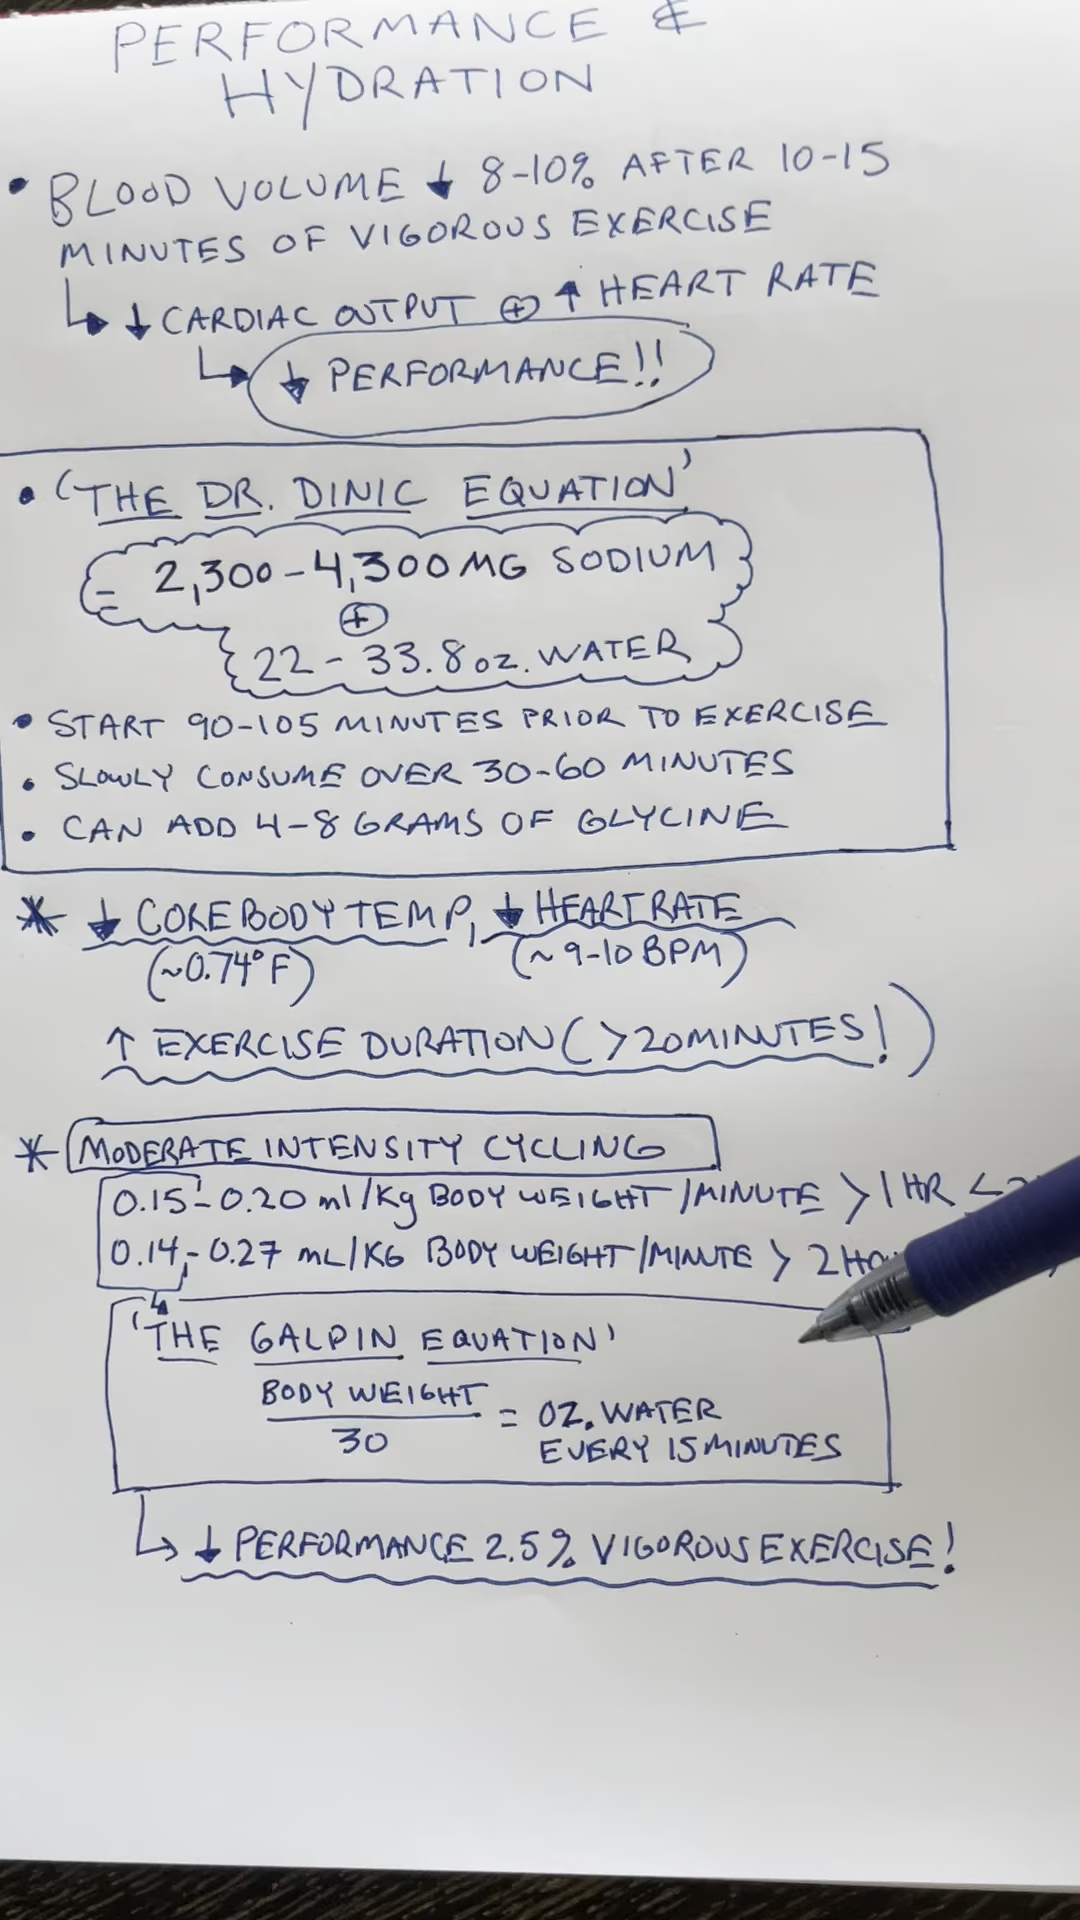 PERFORMANCE &
HYDRATION
• BLOOD VOLUME ↓ 8-10% AFTER 10-15
MINUTES OF VIGOROUS EXERCISE
↳ ↓ CARDIAC OUTPUT ⊕ ↑ HEART RATE
↳ ↓ PERFORMANCE!!
• 'THE DR. DINIC EQUATION'
= 2,300-4,300 MG SODIUM
⊕
22-33.8 OZ. WATER
• START 90-105 MINUTES PRIOR TO EXERCISE
• SLOWLY CONSUME OVER 30-60 MINUTES
• CAN ADD 4-8 GRAMS OF GLYCINE
* ↓ CORE BODY TEMP, ↓ HEART RATE
(~0.74°F) (~9-10 BPM)
↑ EXERCISE DURATION (>20 MINUTES!)
* MODERATE INTENSITY CYCLING
0.15-0.20 ml/Kg BODY WEIGHT/MINUTE > 1 HR ≤
0.14-0.27 mL/KG BODY WEIGHT/MINUTE > 2
'THE GALPIN EQUATION'
BODY WEIGHT
30
= OZ. WATER
EVERY 15 MINUTES
↳ ↓ PERFORMANCE 2.5% VIGOROUS EXERCISE!